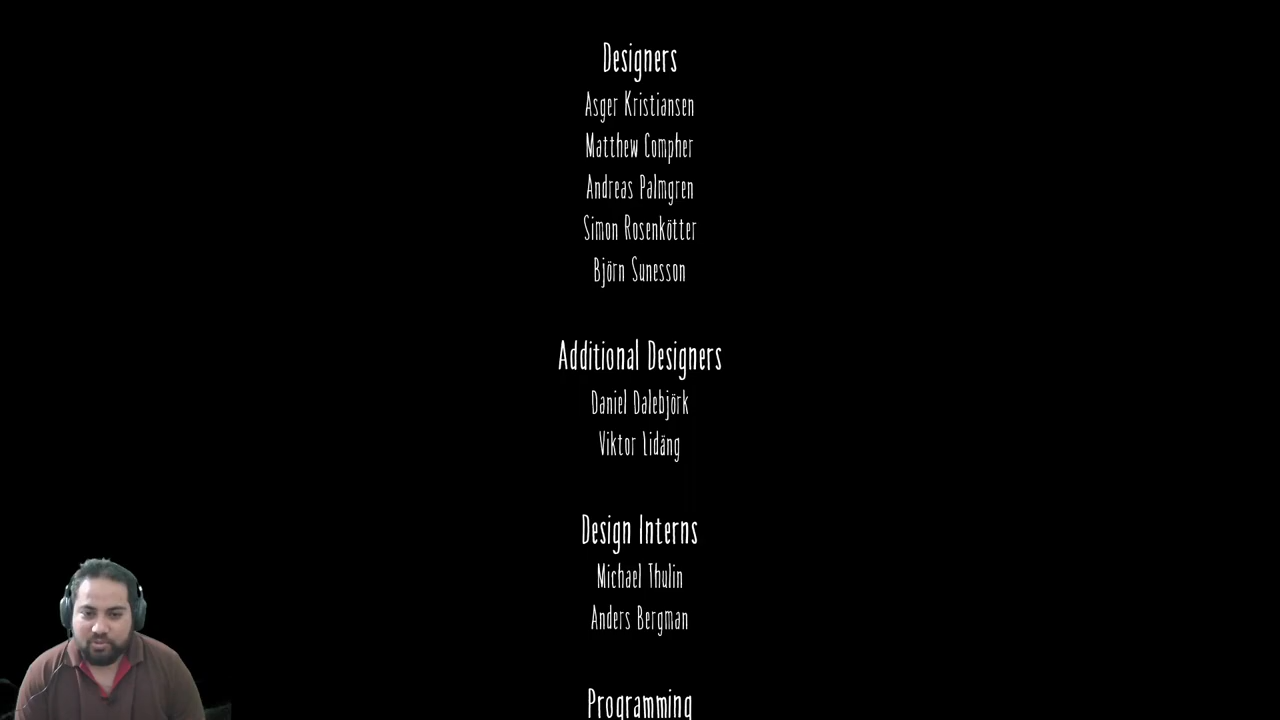 Designers
Asger Kristiansen
Matthew Compher
Andreas Palmgren
Simon Rosenkötter
Björn Sunesson
Additional Designers
Daniel Dalebjörk
Viktor Lidäng
Design Interns
Michael Thulin
Anders Bergman
Programming